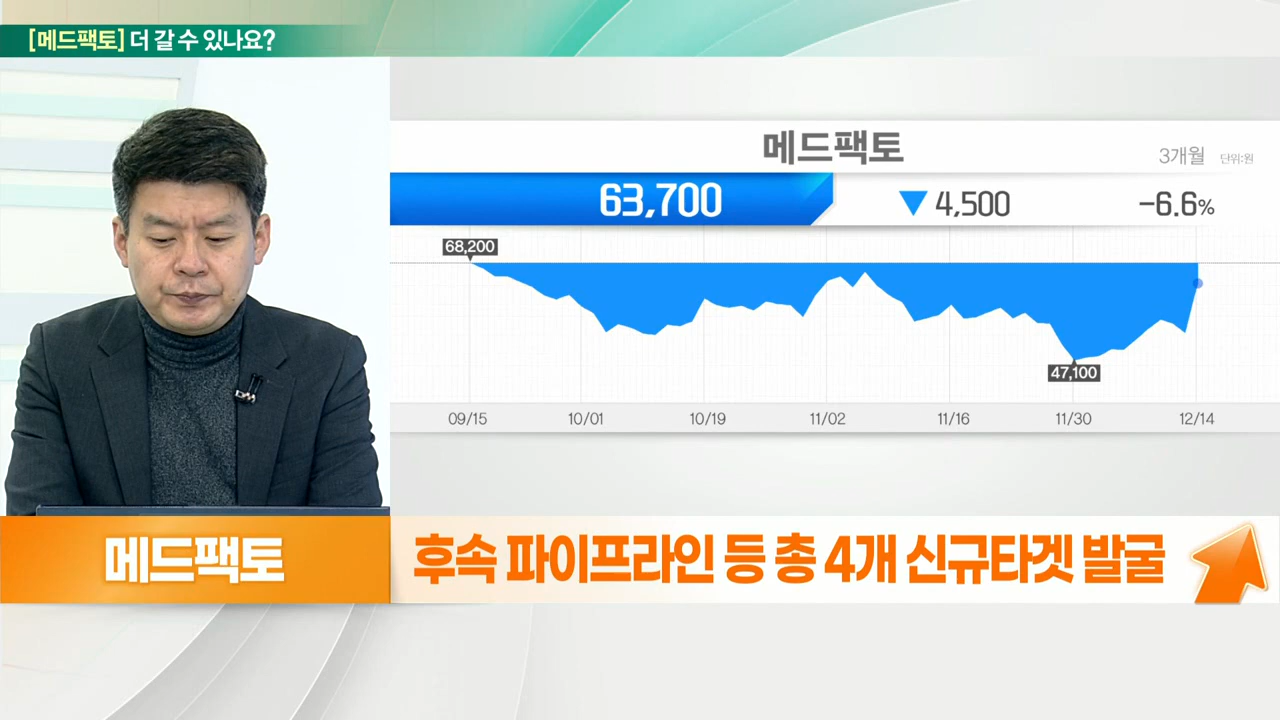 [메드팩토] 더 갈 수 있나요?
메드팩토
3개월 단위:원
63,700 ▼ 4,500 -6.6%
68,200
47,100
09/15 10/01 10/19 11/02 11/16 11/30 12/14
메드팩토
후속 파이프라인 등 총 4개 신규타겟 발굴